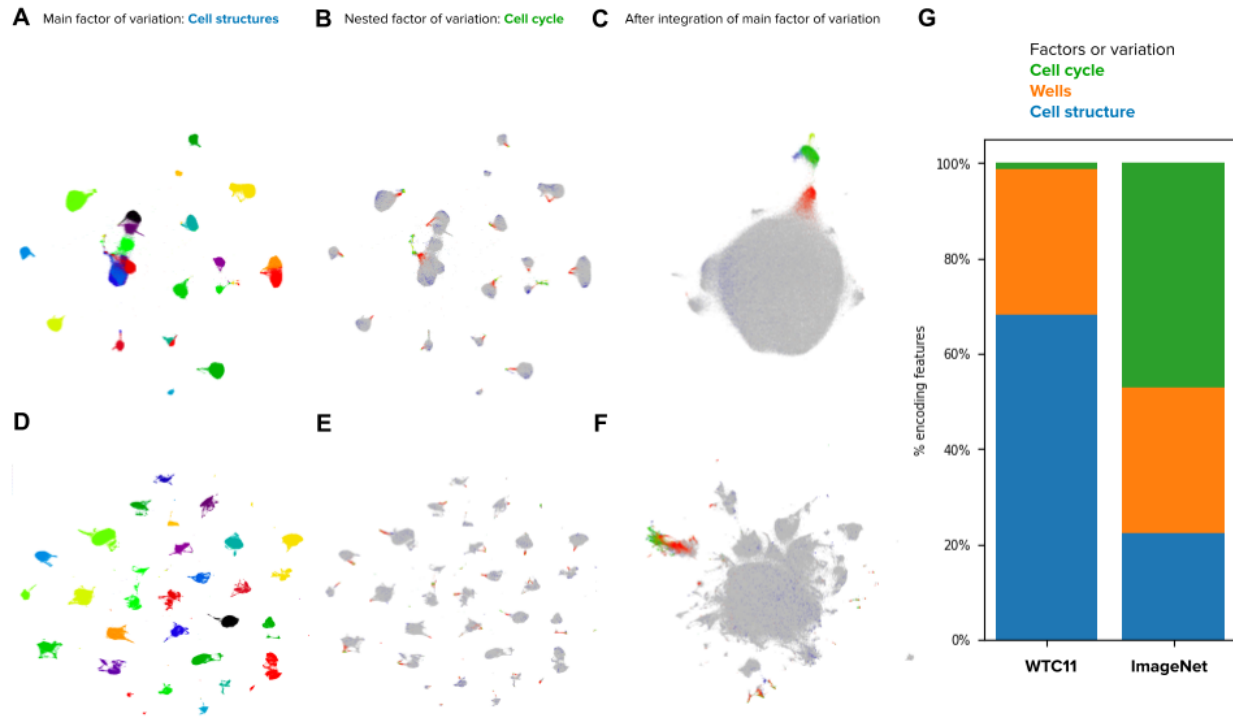 A Main factor of variation: Cell structures
B Nested factor of variation: Cell cycle
C After integration of main factor of variation
G
Factors or variation
Cell cycle
Wells
Cell structure
100%
80%
60%
40%
20%
0%
% encoding features
WTC11
ImageNet
D
E
F